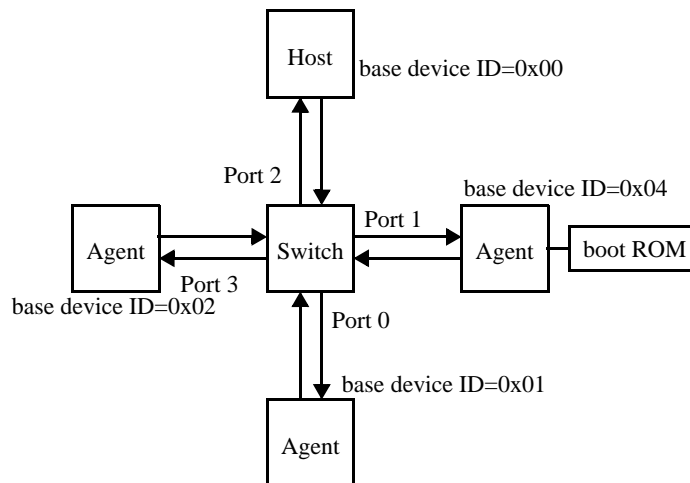 Host
base device ID=0x00
Port 2
base device ID=0x04
Port 1
Agent
Switch
Agent
boot ROM
Port 3
base device ID=0x02
Port 0
base device ID=0x01
Agent